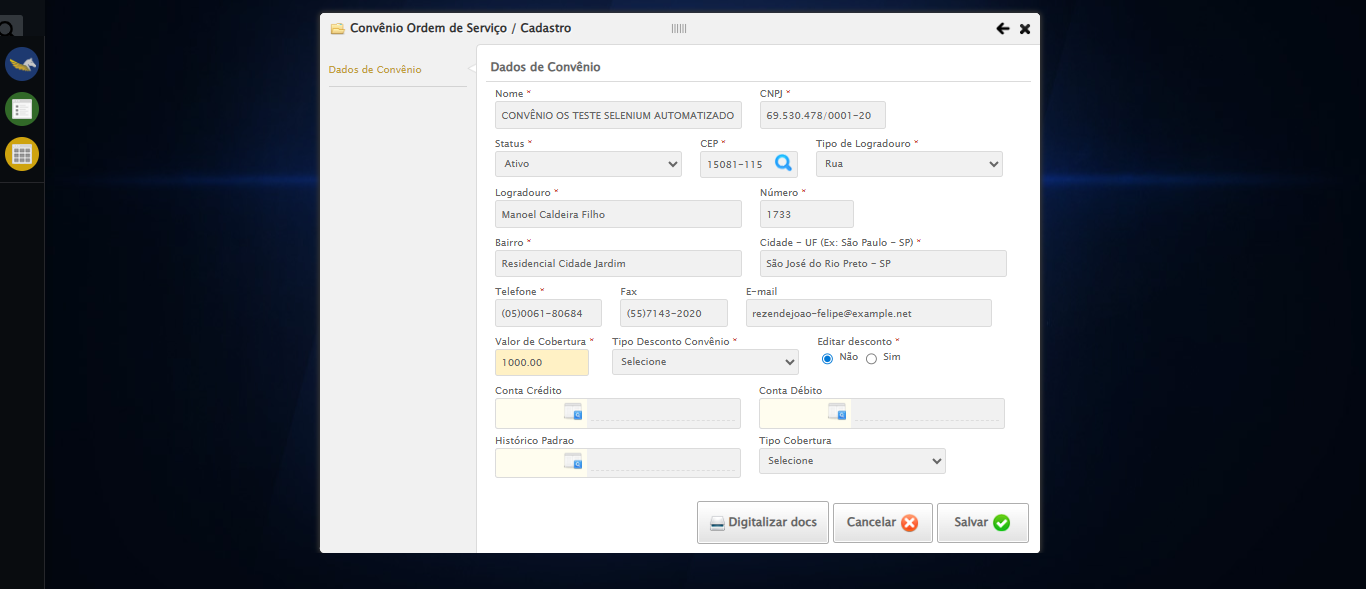 Convênio Ordem de Serviço / Cadastro
Dados de Convênio
Dados de Convênio
Nome * CNPJ *
CONVÊNIO OS TESTE SELENIUM AUTOMATIZADO 69.530.478/0001-20
Status * CEP * Tipo de Logradouro *
Ativo 15081-115 Rua
Logradouro * Número *
Manoel Caldeira Filho 1733
Bairro * Cidade - UF (Ex: São Paulo - SP) *
Residencial Cidade Jardim São José do Rio Preto - SP
Telefone * Fax E-mail
(05)0061-80684 (55)7143-2020 rezendejoao-felipe@example.net
Valor de Cobertura * Tipo Desconto Convênio * Editar desconto *
1000.00 Selecione Não Sim
Conta Crédito Conta Débito
Histórico Padrao Tipo Cobertura
Selecione
Digitalizar docs Cancelar Salvar